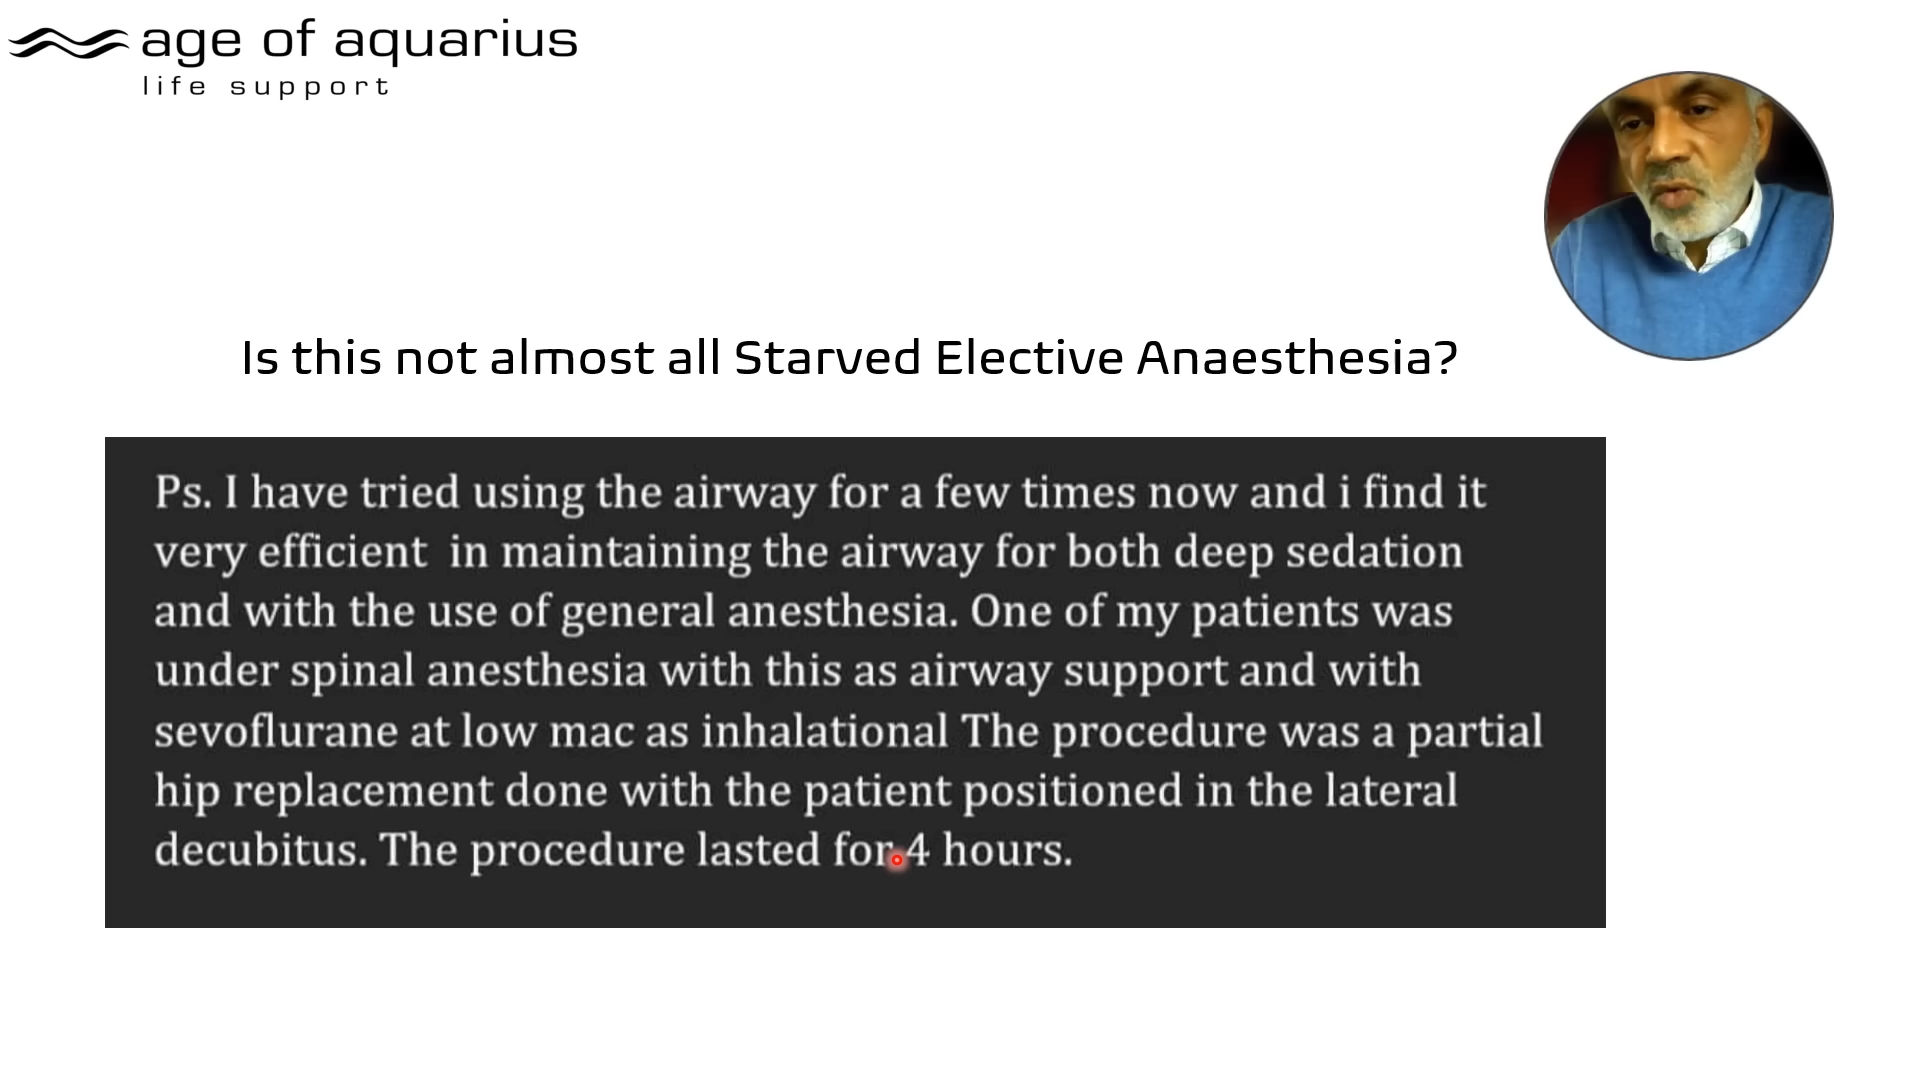 age of aquarius
life support
Is this not almost all Starved Elective Anaesthesia?
Ps. I have tried using the airway for a few times now and i find it
very efficient  in maintaining the airway for both deep sedation
and with the use of general anesthesia. One of my patients was
under spinal anesthesia with this as airway support and with
sevoflurane at low mac as inhalational The procedure was a partial
hip replacement done with the patient positioned in the lateral
decubitus. The procedure lasted for 4 hours.